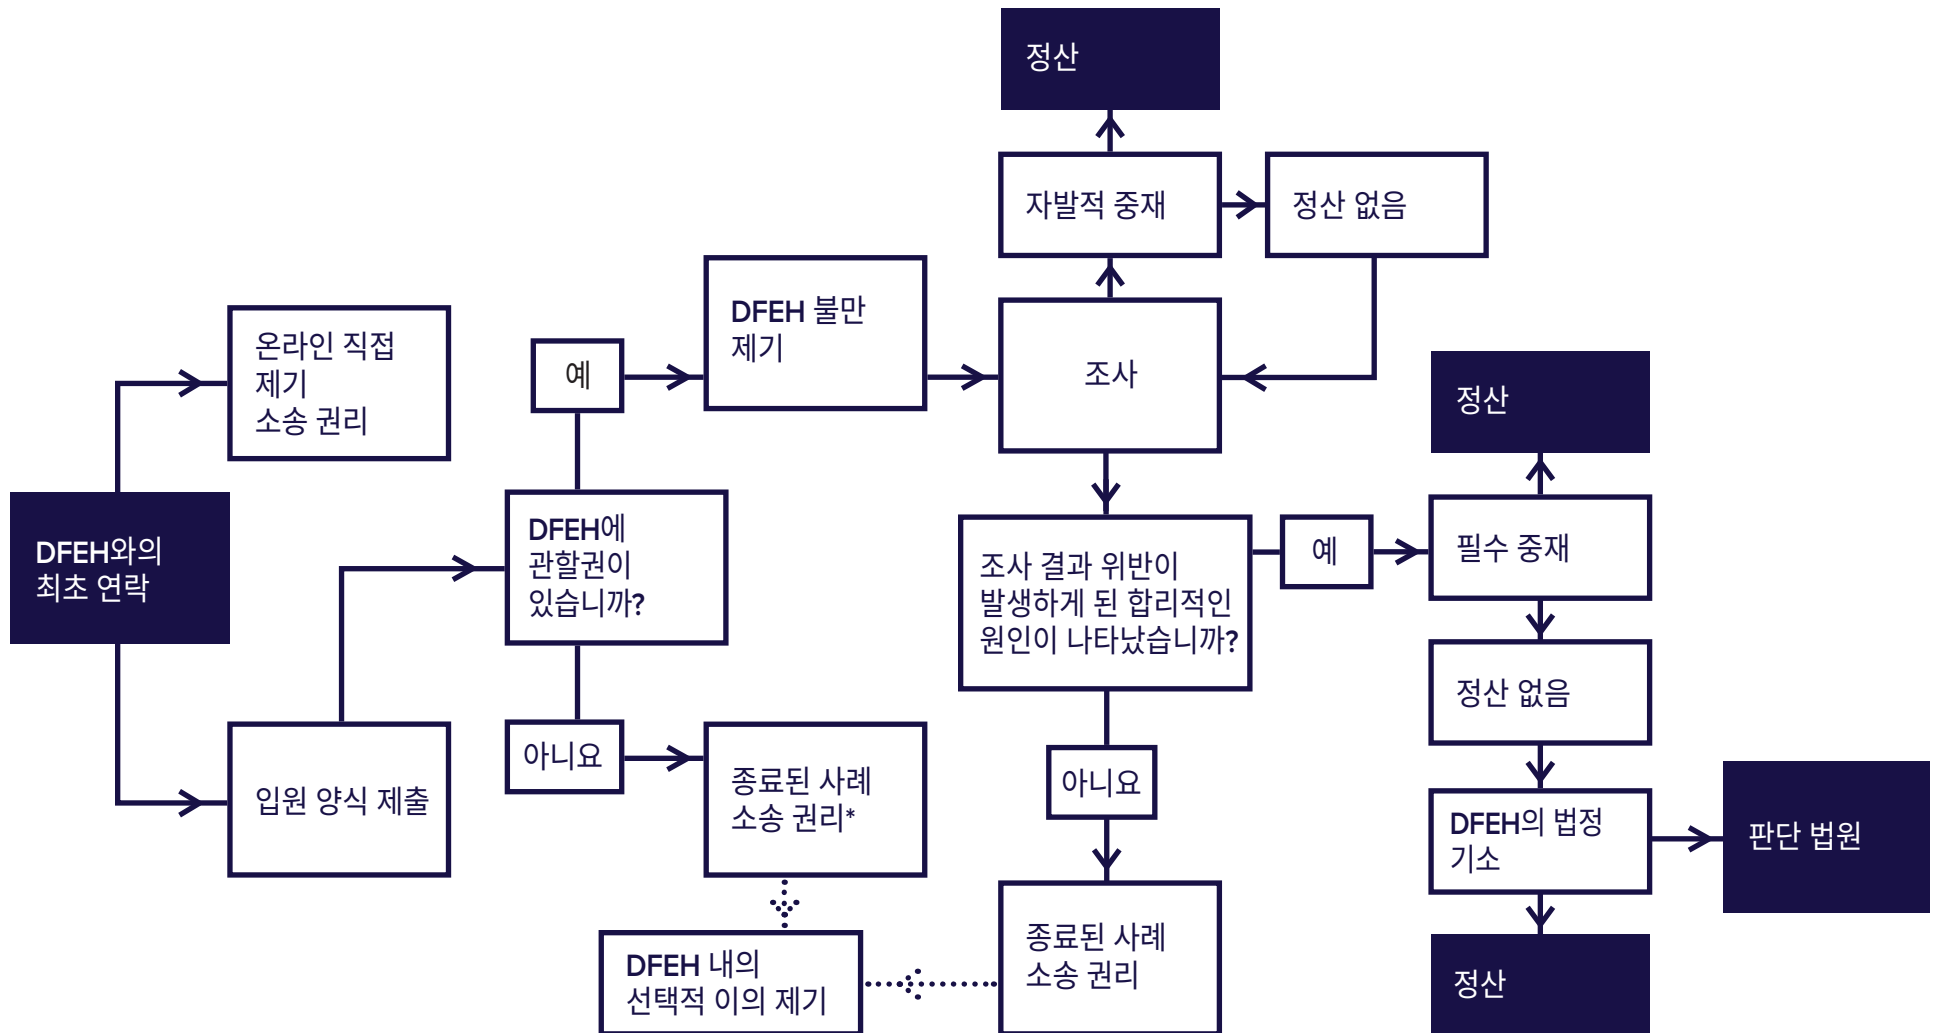 정산
자발적 중재
정산 없음
DFEH 불만
제기
온라인 직접
제기
소송 권리
예
조사
정산
DFEH와의
최초 연락
DFEH에
관할권이
있습니까?
조사 결과 위반이
발생하게 된 합리적인
원인이 나타났습니까?
예
필수 중재
정산 없음
입원 양식 제출
아니요
종료된 사례
소송 권리*
아니요
DFEH의 법정
기소
판단 법원
DFEH 내의
선택적 이의 제기
종료된 사례
소송 권리
정산